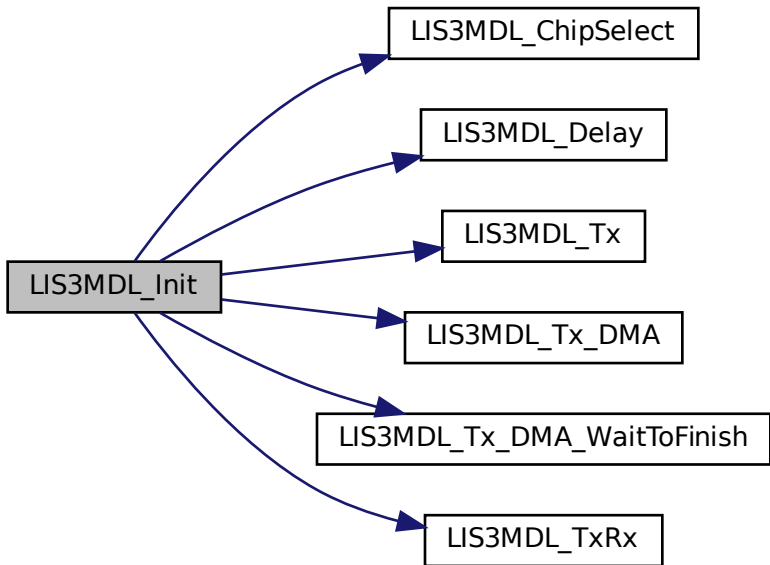 LIS3MDL_ChipSelect
LIS3MDL_Delay
LIS3MDL_Tx
LIS3MDL_Init
LIS3MDL_Tx_DMA
LIS3MDL_Tx_DMA_WaitToFinish
LIS3MDL_TxRx